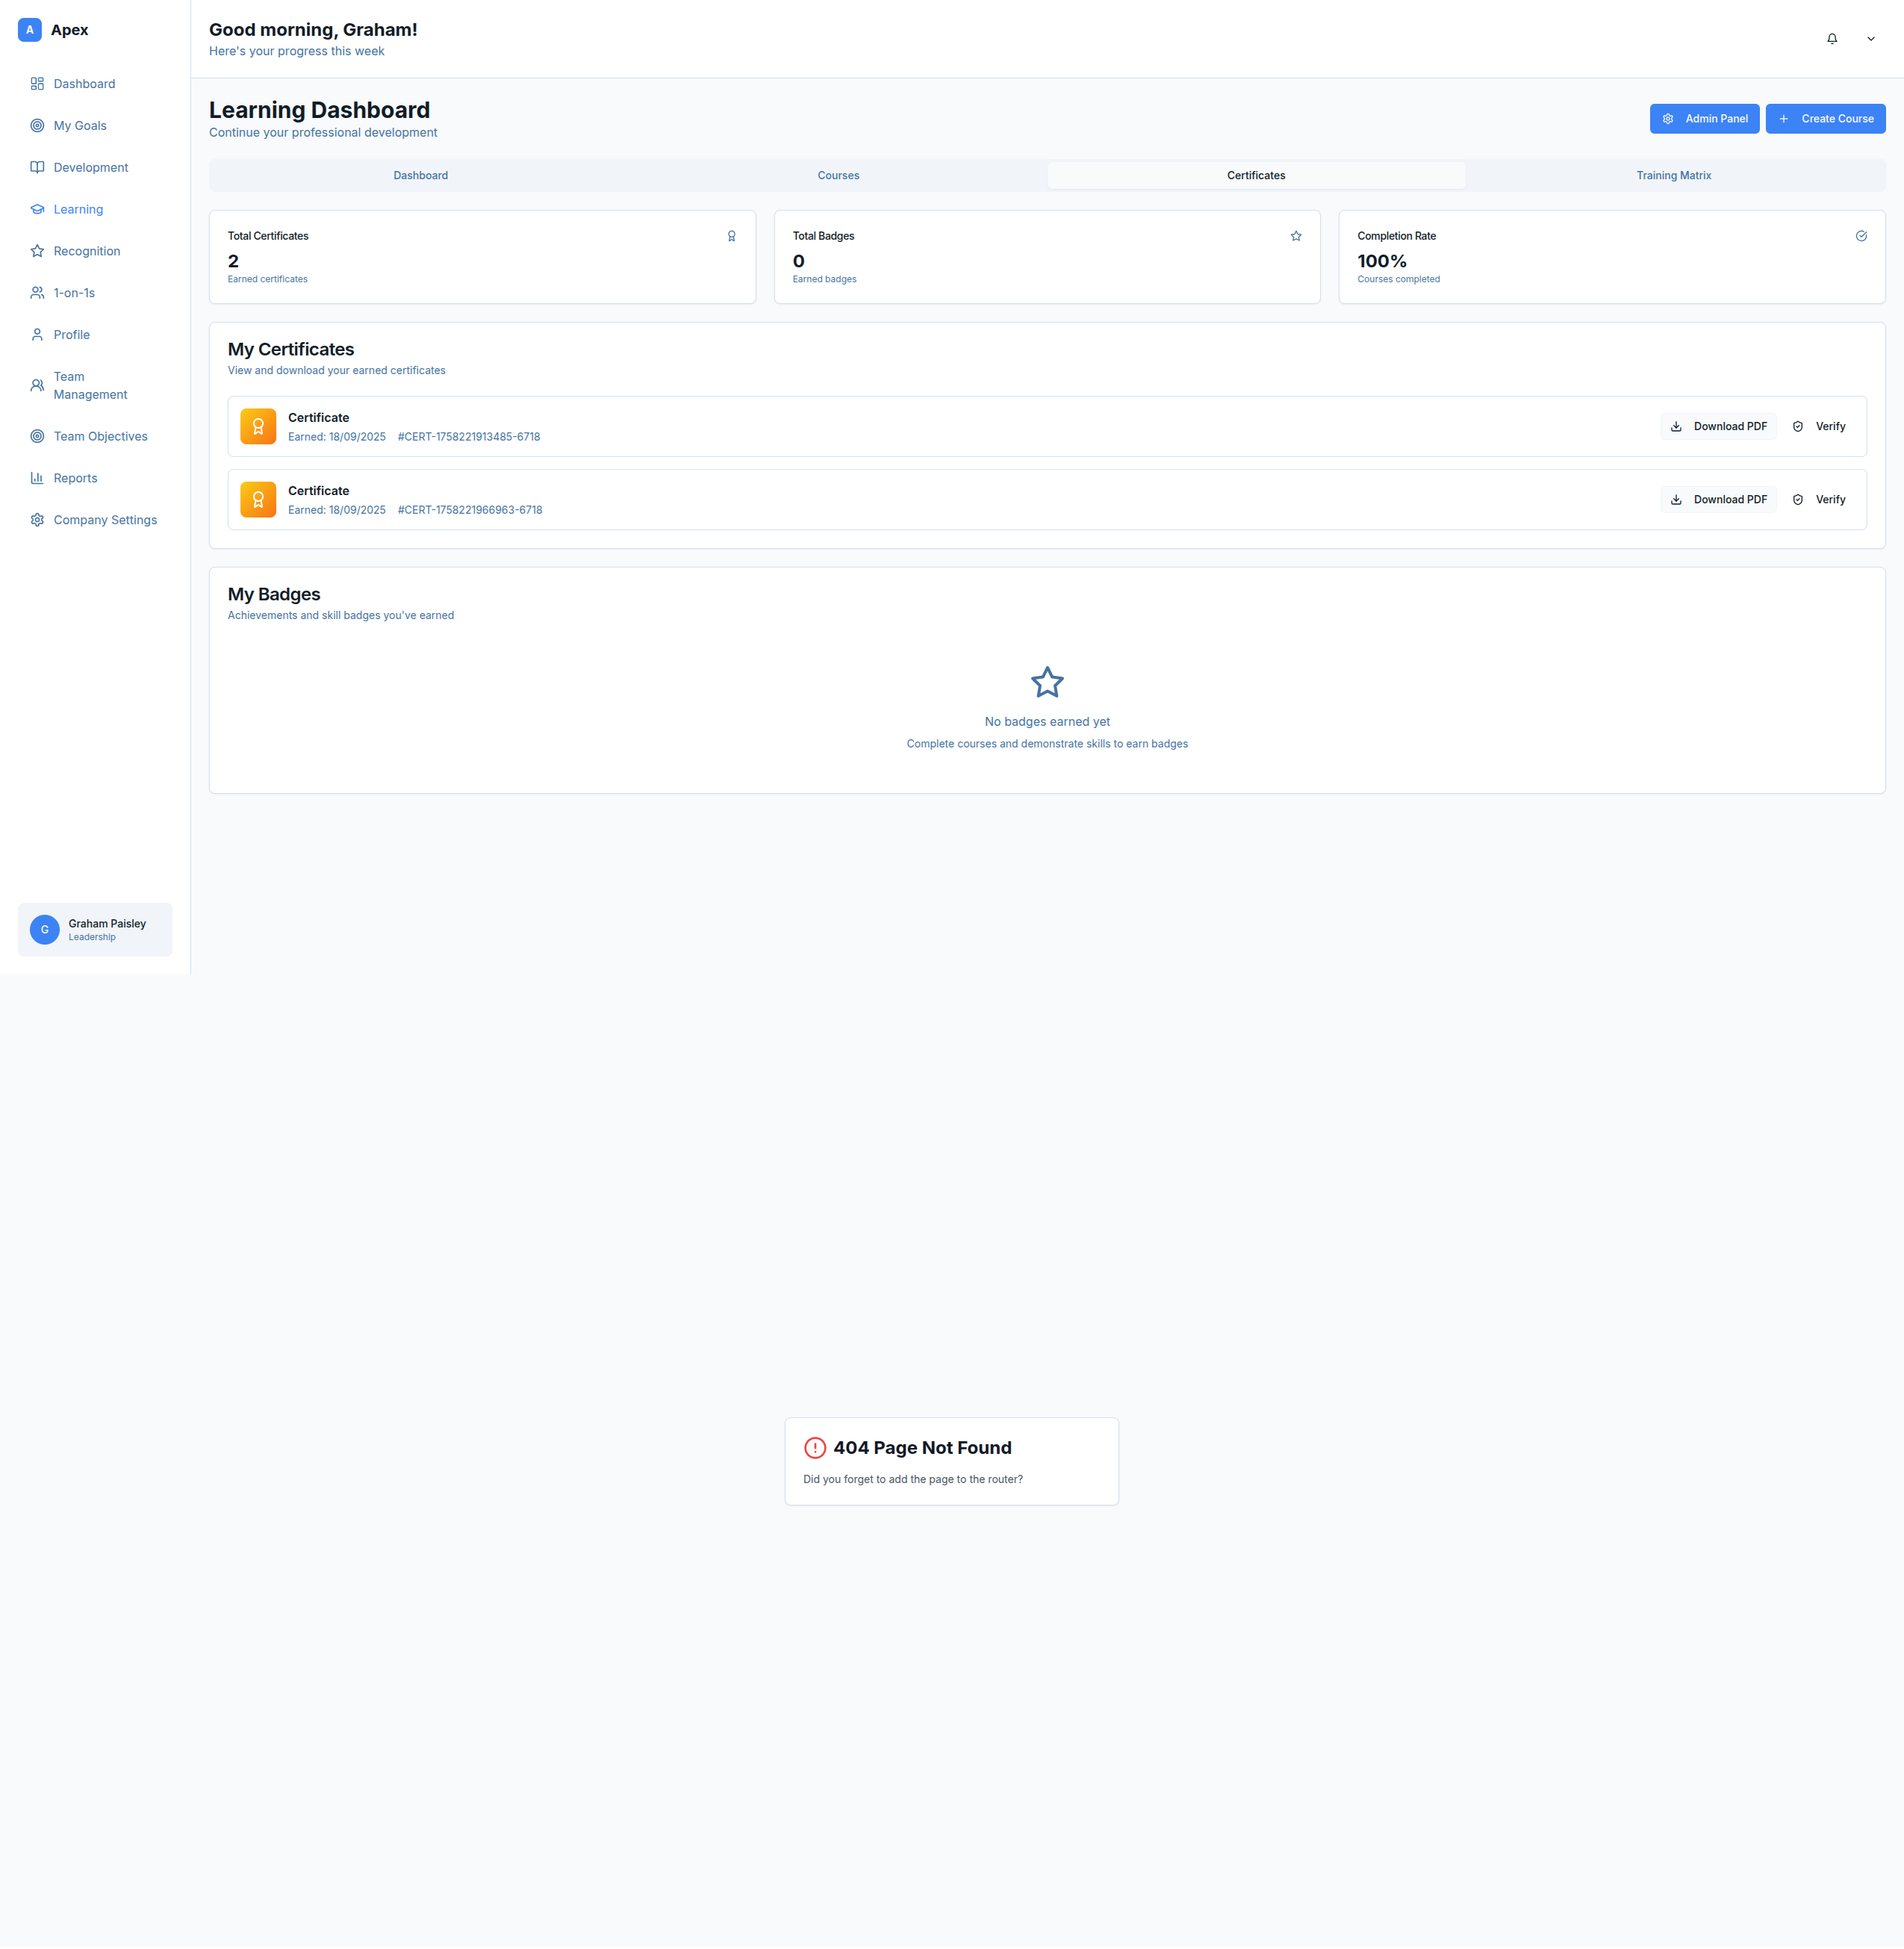 A
Apex
Dashboard
My Goals
Development
Learning
Recognition
1-on-1s
Profile
Team
Management
Team Objectives
Reports
Company Settings
G
Graham Paisley
Leadership
Good morning, Graham!
Here's your progress this week
Learning Dashboard
Continue your professional development
Admin Panel
Create Course
Dashboard
Courses
Certificates
Training Matrix
Total Certificates
2
Earned certificates
Total Badges
0
Earned badges
Completion Rate
100%
Courses completed
My Certificates
View and download your earned certificates
Certificate
Earned: 18/09/2025 #CERT-1758221913485-6718
Download PDF
Verify
Certificate
Earned: 18/09/2025 #CERT-1758221966963-6718
Download PDF
Verify
My Badges
Achievements and skill badges you've earned
No badges earned yet
Complete courses and demonstrate skills to earn badges
404 Page Not Found
Did you forget to add the page to the router?